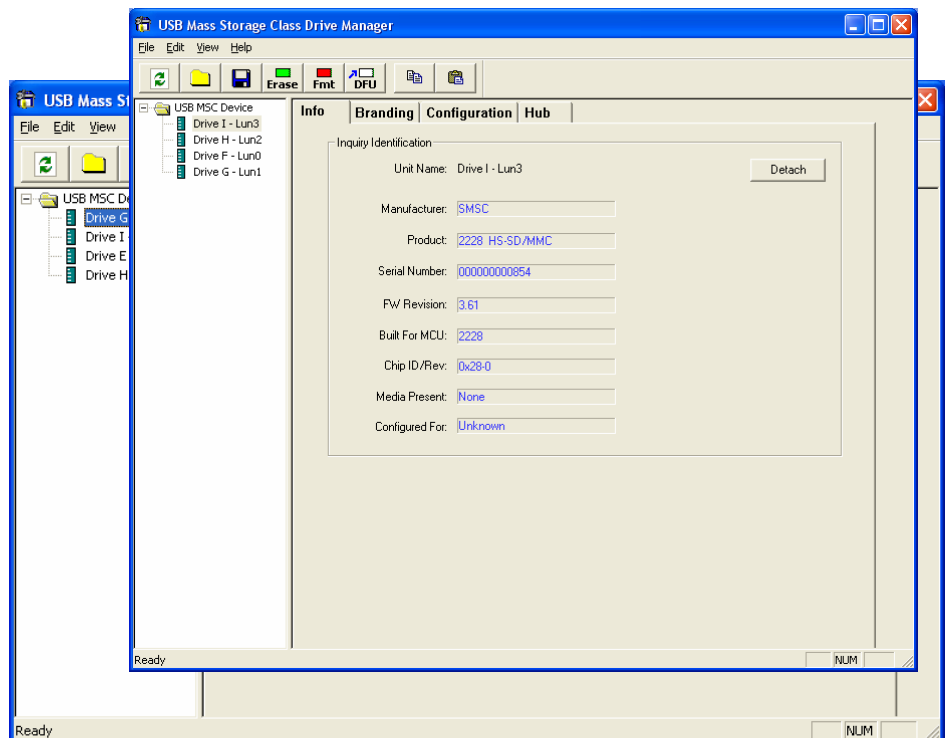 USB Mass Storage Class Drive Manager
File Edit View Help
Erase Fmt DFU
USB MSC Device
Drive I - Lun3
Drive H - Lun2
Drive F - Lun0
Drive G - Lun1
Info Branding Configuration Hub
Inquiry Identification
Unit Name: Drive I - Lun3
Detach
Manufacturer: SMSC
Product: 2228 HS-SD/MMC
Serial Number: 000000000854
FW Revision: 3.61
Built For MCU: 2228
Chip ID/Rev: 0x28-0
Media Present: None
Configured For: Unknown
Ready NUM
USB Mass St
File Edit View
USB MSC De
Drive G
Drive I
Drive E
Drive H
Ready NUM